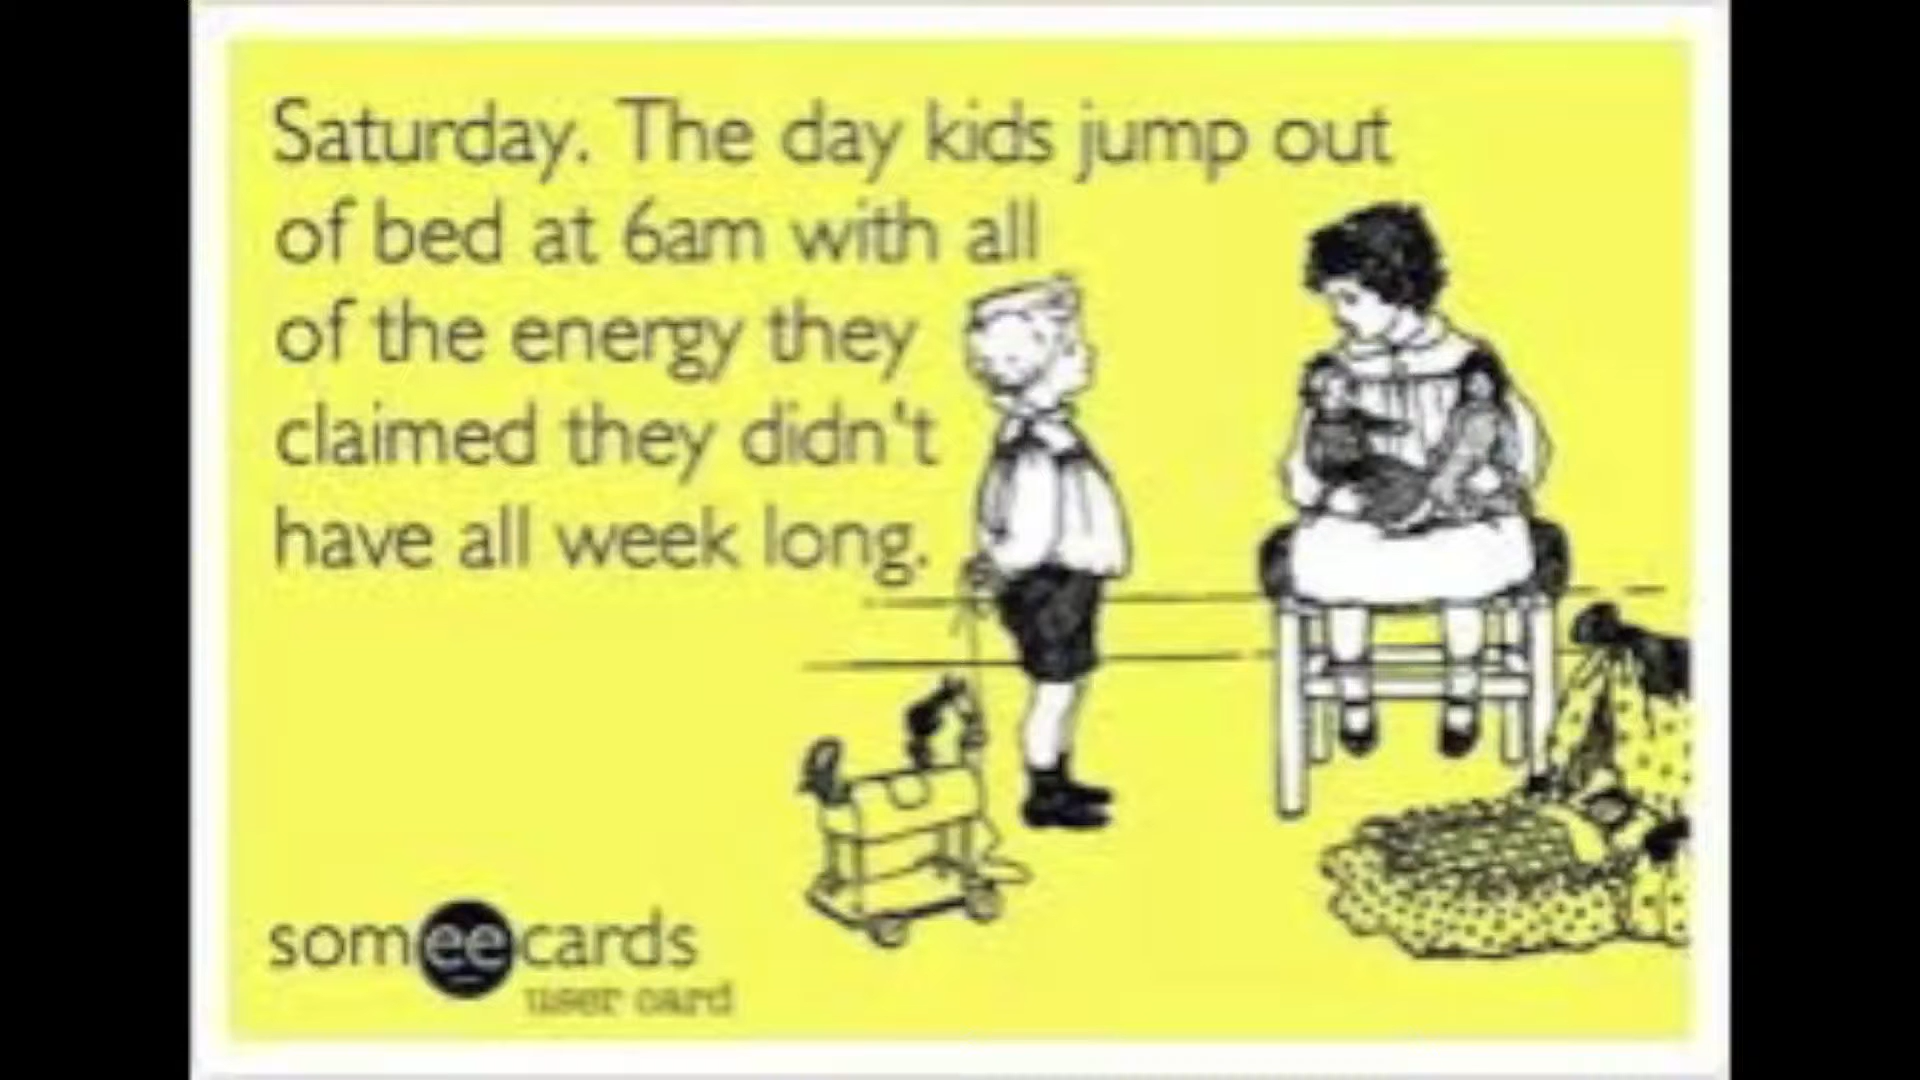 Saturday. The day kids jump out
of bed at 6am with all
of the energy they
claimed they didn't
have all week long.
someecards
user card